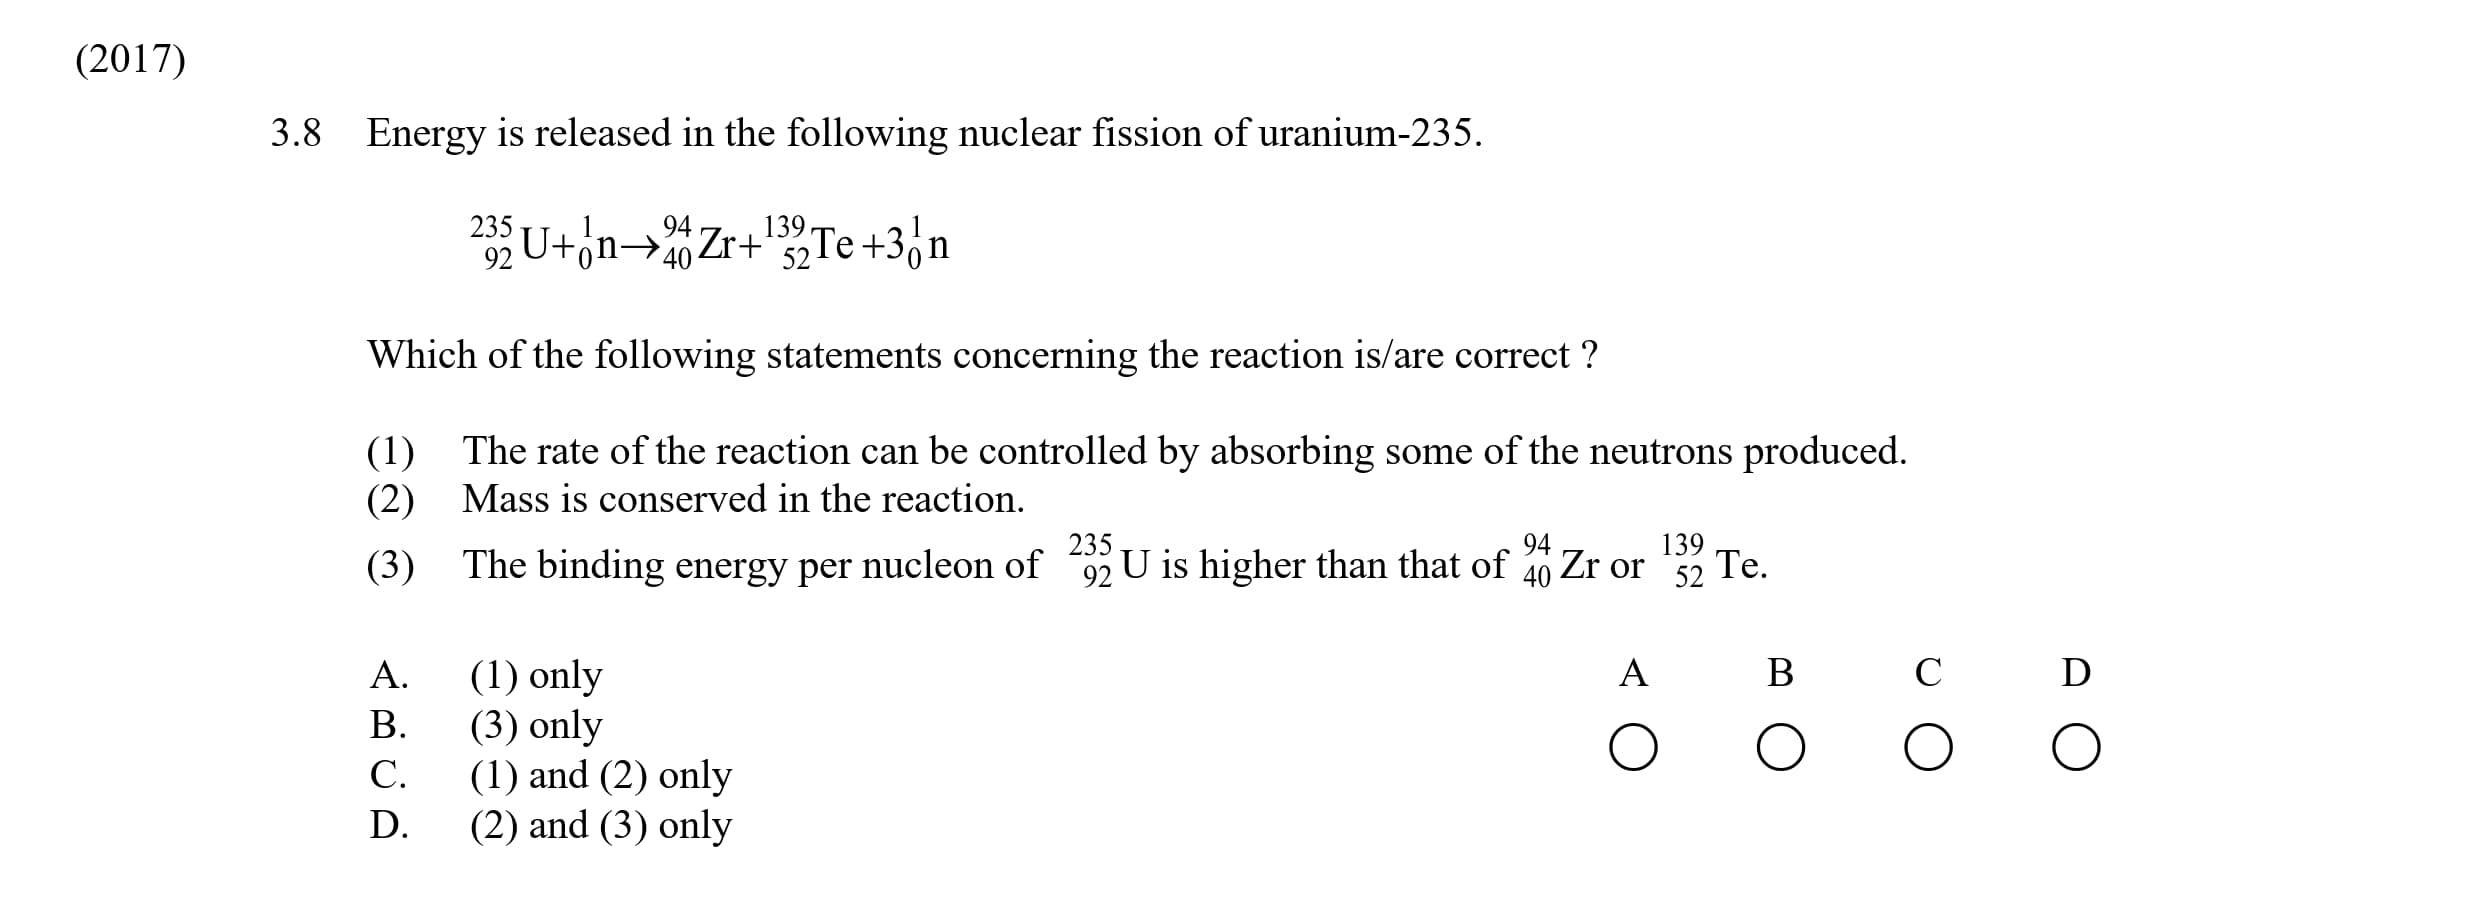 (2017)
3.8 Energy is released in the following nuclear fission of uranium-235.
$^{235}_{92}$U+$^{1}_{0}$n→$^{94}_{40}$Zr+$^{139}_{52}$Te+3$^{1}_{0}$n
Which of the following statements concerning the reaction is/are correct ?
(1) The rate of the reaction can be controlled by absorbing some of the neutrons produced.
(2) Mass is conserved in the reaction.
(3) The binding energy per nucleon of $^{235}_{92}$U is higher than that of $^{94}_{40}$Zr or $^{139}_{52}$Te.
A. (1) only
B. (3) only
C. (1) and (2) only
D. (2) and (3) only
A B C D